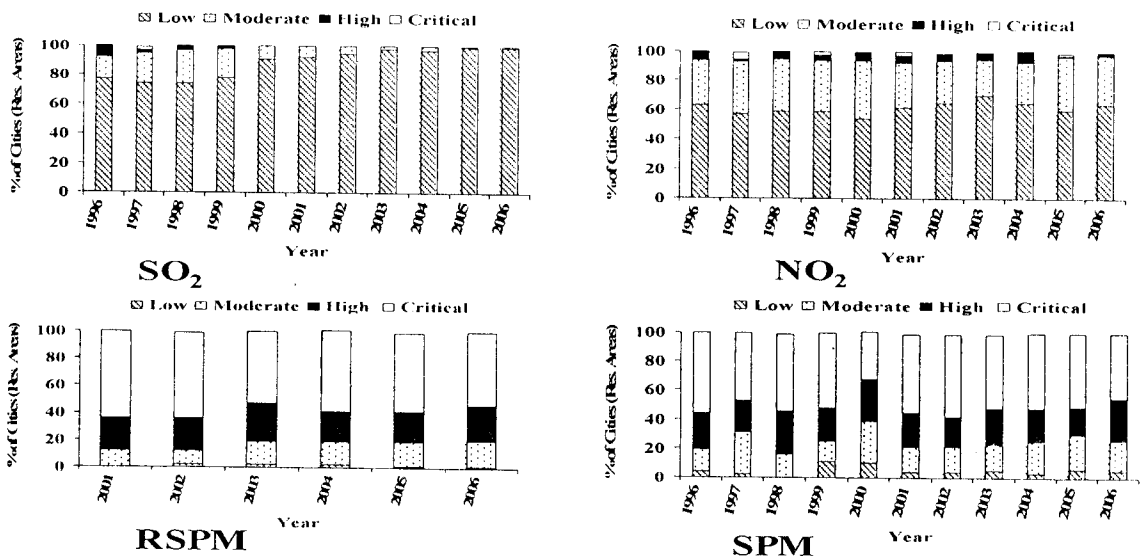 Low Moderate High Critical
% of Cities (Res. Areas)
100
80
60
40
20
0
1996 1997 1998 1999 2000 2001 2002 2003 2004 2005 2006
Year
SO₂
Low Moderate High Critical
% of Cities (Res. Areas)
100
80
60
40
20
0
1996 1997 1998 1999 2000 2001 2002 2003 2004 2005 2006
Year
NO₂
Low Moderate High Critical
% of Cities (Res. Areas)
100
80
60
40
20
0
2001 2002 2003 2004 2005 2006
Year
RSPM
Low Moderate High Critical
% of Cities (Res. Areas)
100
80
60
40
20
0
1996 1997 1998 1999 2000 2001 2002 2003 2004 2005 2006
Year
SPM